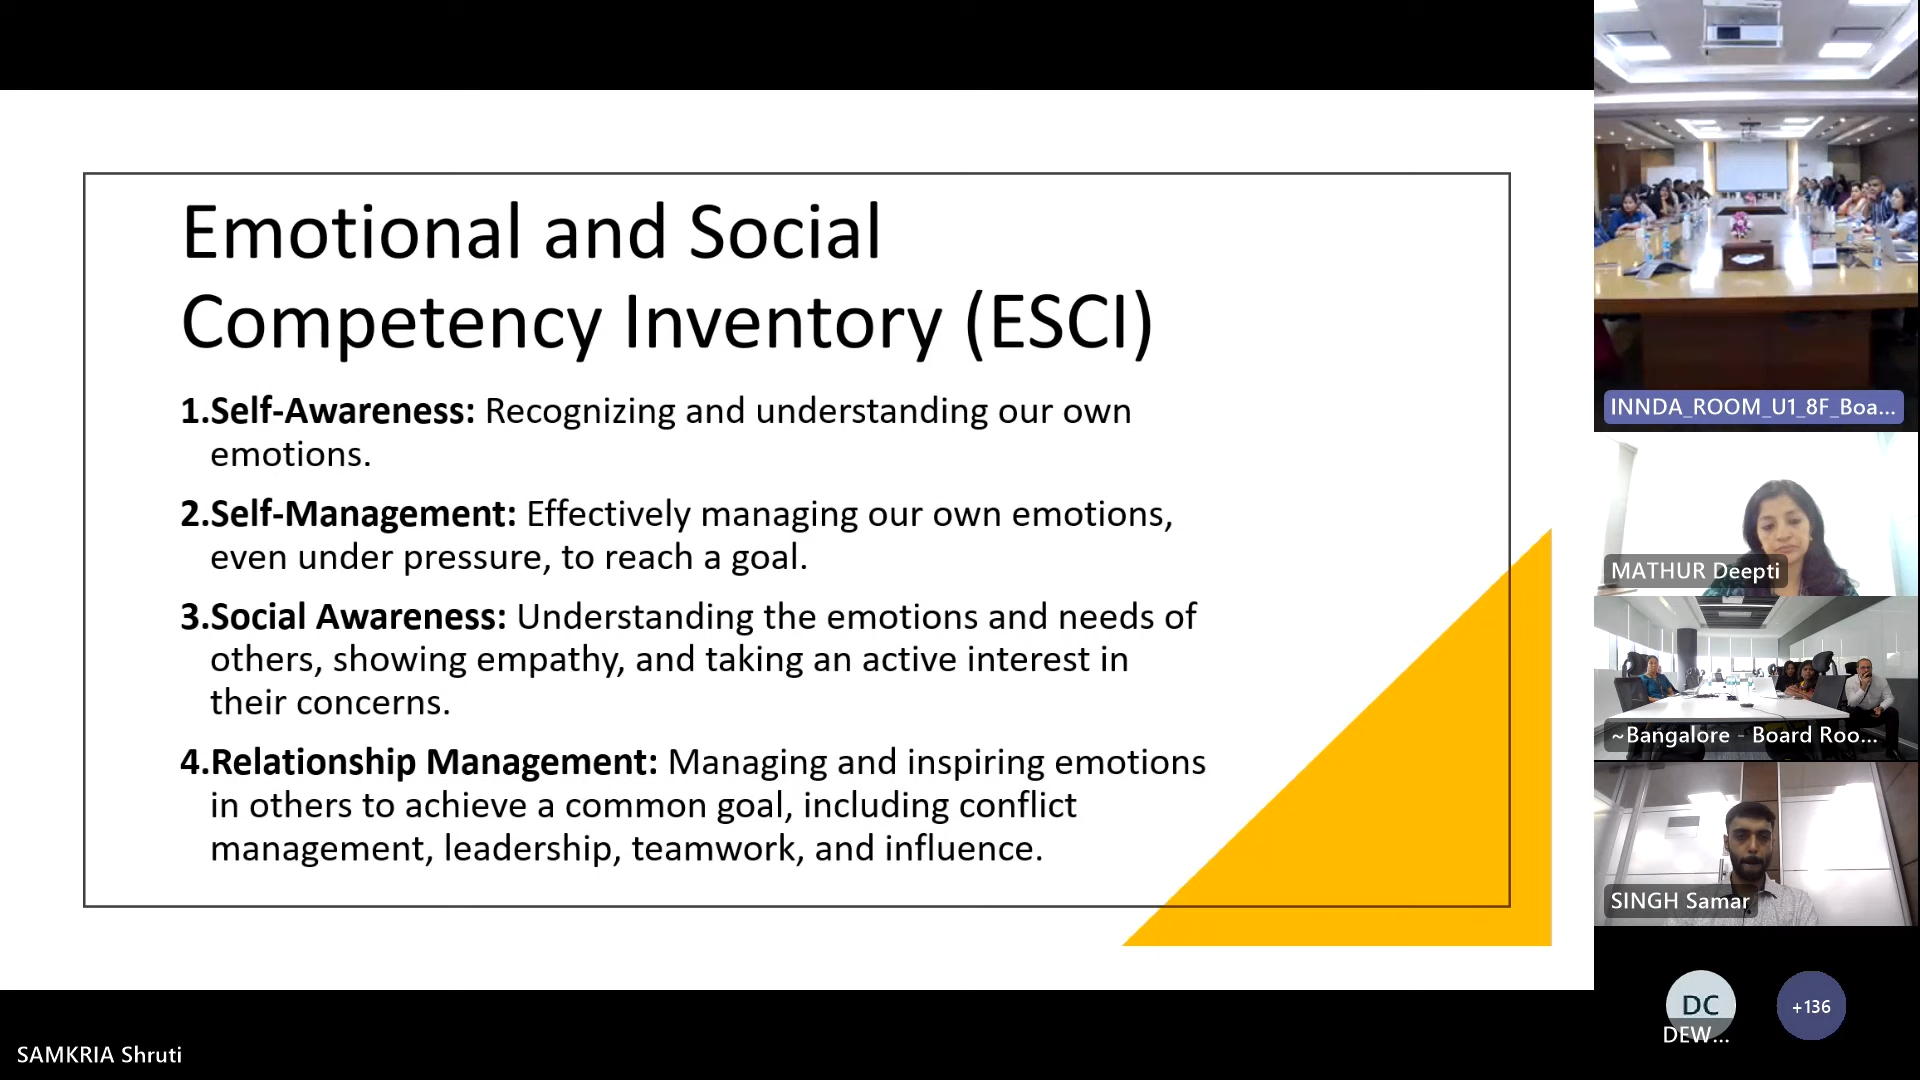 Emotional and Social
Competency Inventory (ESCI)
1.Self-Awareness: Recognizing and understanding our own
emotions.
2.Self-Management: Effectively managing our own emotions,
even under pressure, to reach a goal.
3.Social Awareness: Understanding the emotions and needs of
others, showing empathy, and taking an active interest in
their concerns.
4.Relationship Management: Managing and inspiring emotions
in others to achieve a common goal, including conflict
management, leadership, teamwork, and influence.
SAMKRIA Shruti
INNDA_ROOM_U1_8F_Boa...
MATHUR Deepti
~Bangalore - Board Roo...
SINGH Samar
DC
DEW...
+136